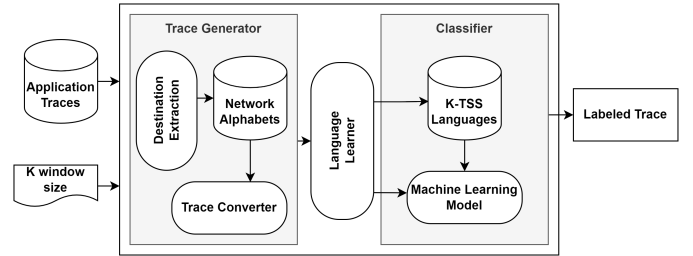 Trace Generator
Classifier
Application
Traces
Destination
Extraction
Network
Alphabets
Language
Learner
K-TSS
Languages
Labeled Trace
K window
size
Trace Converter
Machine Learning
Model